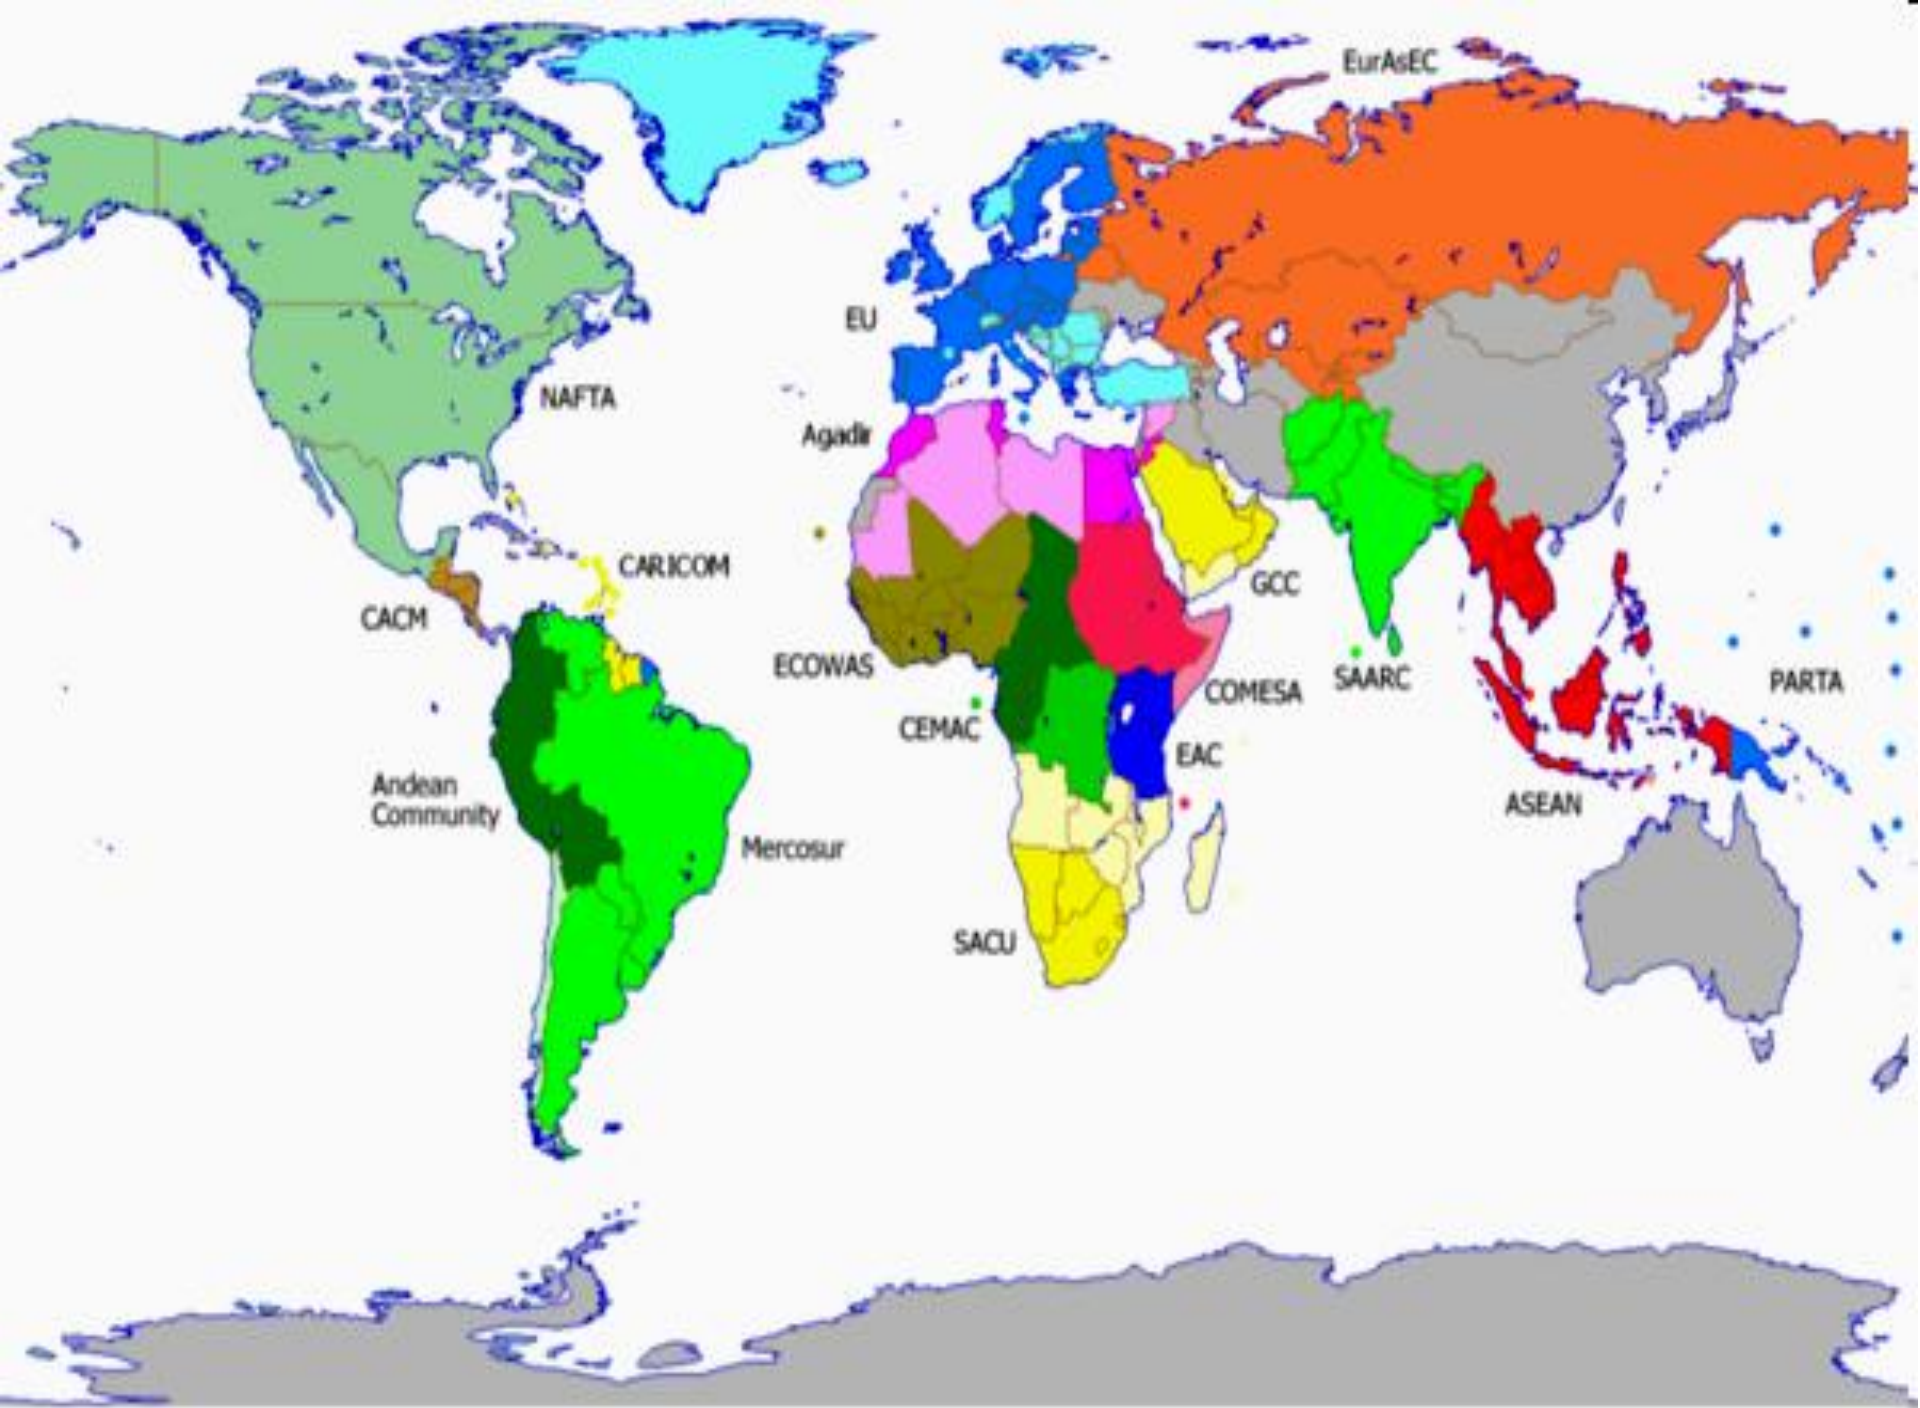 EurAsEC
EU
NAFTA
Agadir
CARICOM
GCC
CACM
ECOWAS
SAARC
PARTA
COMESA
CEMAC
EAC
Andean
Community
ASEAN
Mercosur
SACU